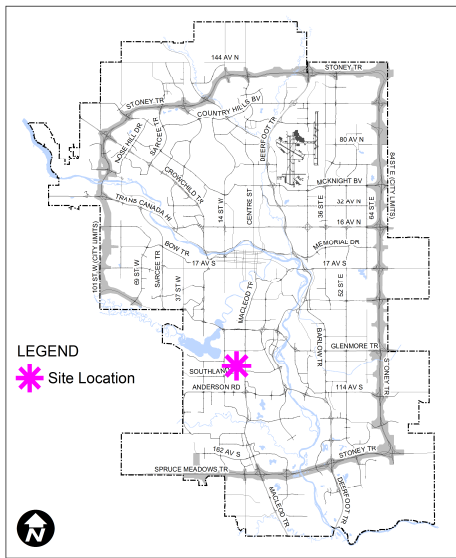 144 AV N
STONEY TR
STONEY TR
COUNTRY HILLS BV
DEERFOOT TR
NOSE HILL DR
SARCEE TR
80 AV N
CROWCHILD TR
MCKNIGHT BV
84 ST E (CITY LIMITS)
14 ST W
CENTRE ST
36 ST E
32 AV N
64 ST E
TRANS CANADA HI
16 AV N
101 ST W (CITY LIMITS)
BOW TR
MEMORIAL DR
17 AV S
17 AV S
69 ST W
SARCEE TR
37 ST W
MACLEOD TR
52 ST E
BARLOW TR
GLENMORE TR
LEGEND
Site Location
SOUTHLAND
STONEY TR
ANDERSON RD
114 AV S
162 AV S
STONEY TR
SPRUCE MEADOWS TR
MACLEOD TR
DEERFOOT TR
N